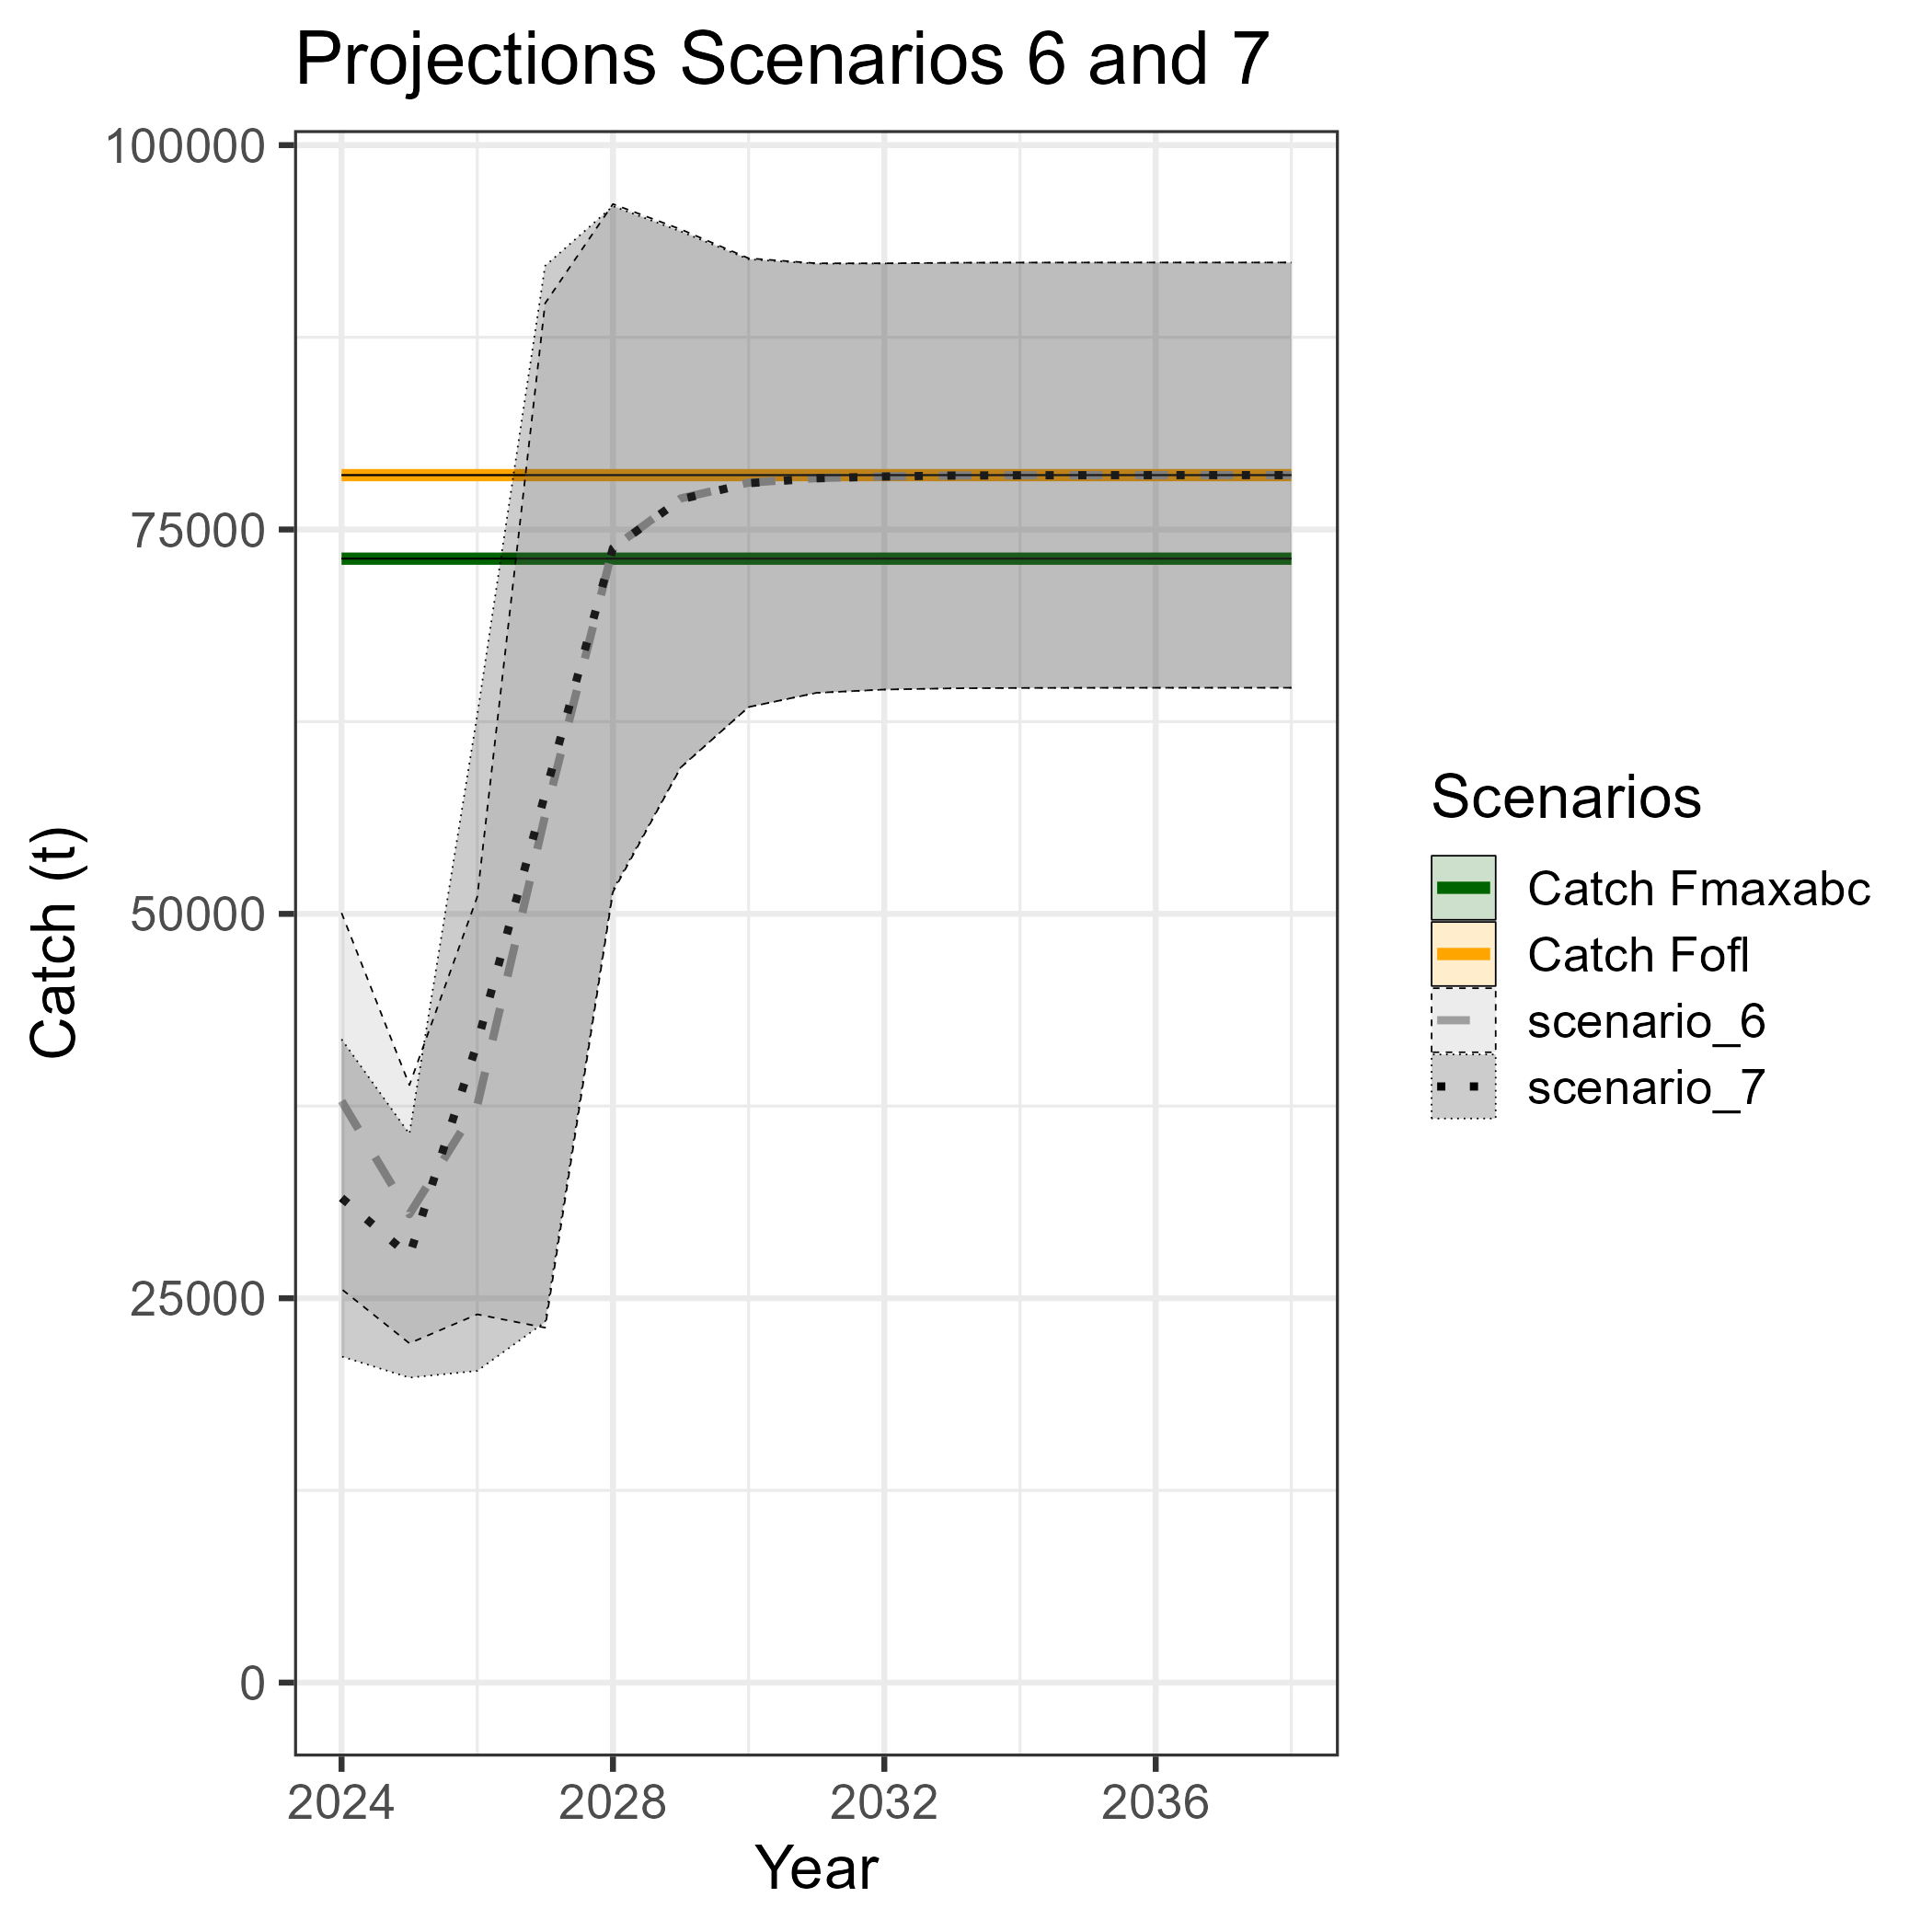 Projections Scenarios 6 and 7
100000
75000
50000
25000
0
Catch (t)
2024 2028 2032 2036
Year
Scenarios
Catch Fmaxabc
Catch Fofl
scenario_6
scenario_7